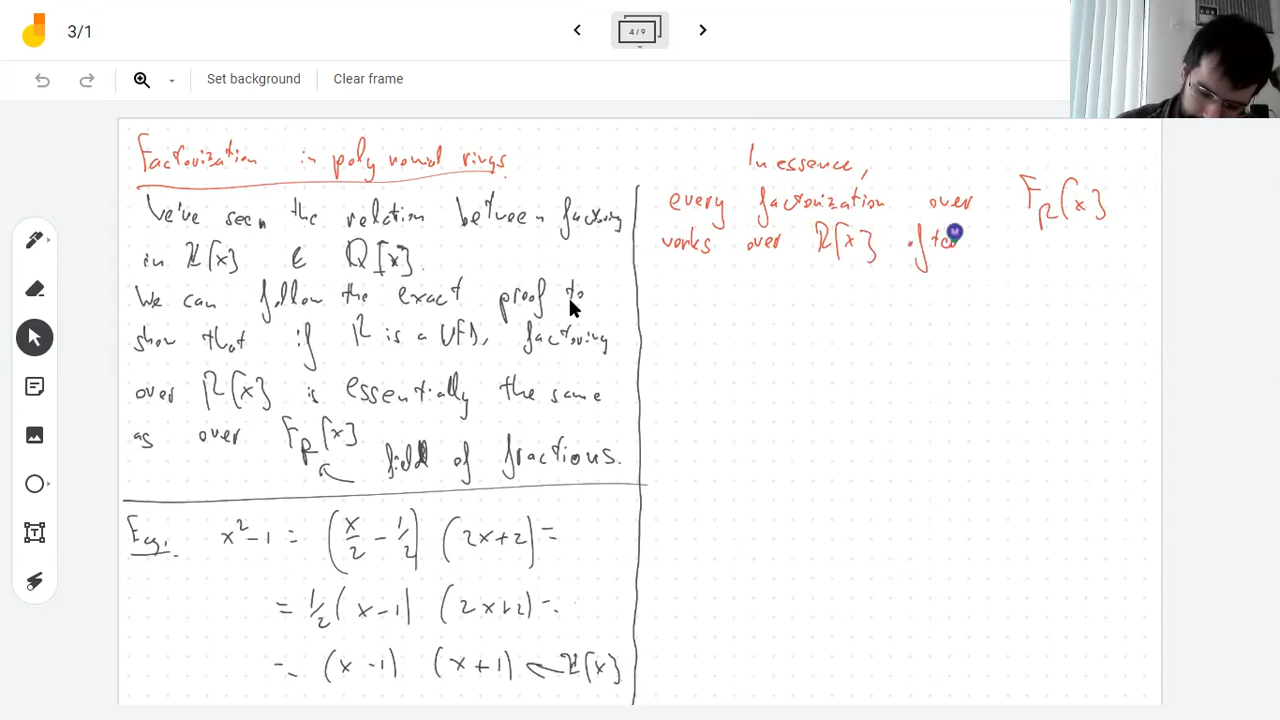 3/1
4/9
Set background
Clear frame
Factorization in polynomial rings.
We've seen the relation between factoring
in Z[x] & Q[x].
We can follow the exact proof to
show that if R is a UFD, factoring
over R[x] is essentially the same
as over F_R[x]
field of fractions.
Eg. x² - 1 = (x/2 - 1/2) (2x+2) =
= 1/2 (x-1) (2x+2) =
= (x-1) (x+1) ← Z[x]
In essence,
every factorization over F_R[x]
works over R[x]